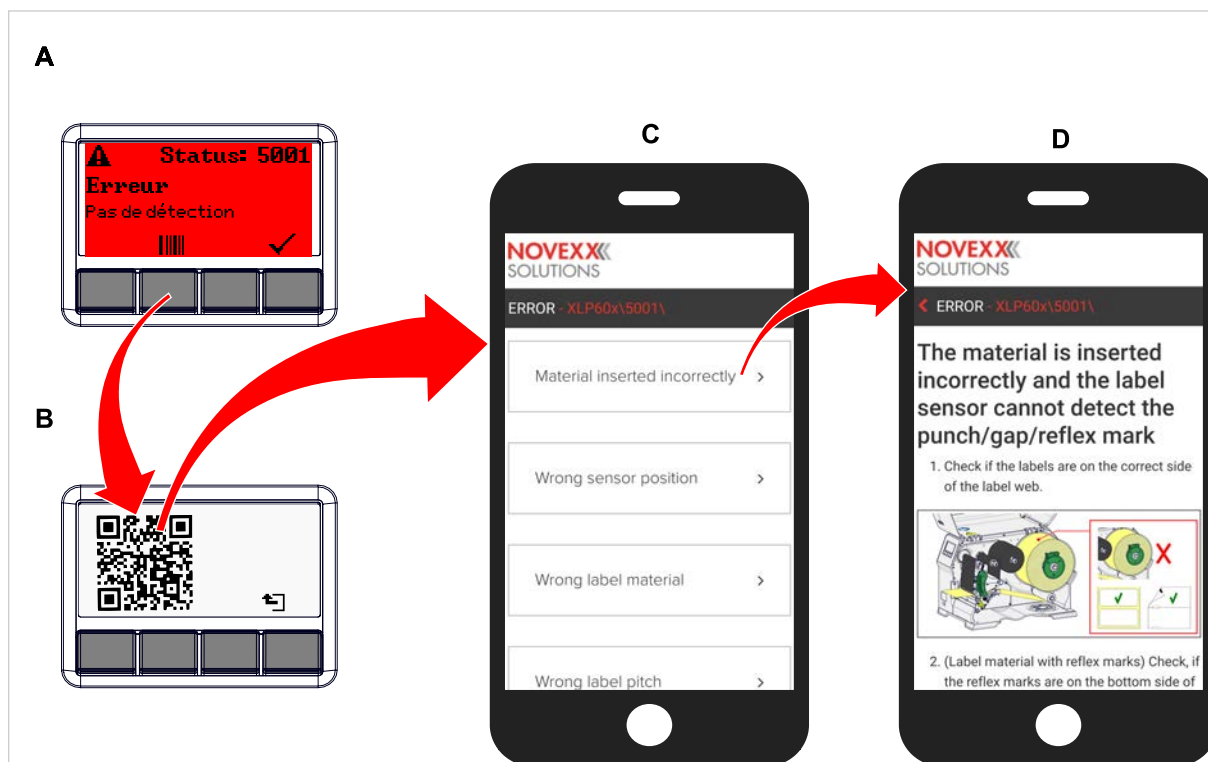 A
Status: 5001
Erreur
Pas de détection
B
C
NOVEXX
SOLUTIONS
ERROR - XLP60x\5001\
Material inserted incorrectly
Wrong sensor position
Wrong label material
Wrong label pitch
D
NOVEXX
SOLUTIONS
ERROR - XLP60x\5001\
The material is inserted
incorrectly and the label
sensor cannot detect the
punch/gap/reflex mark
1. Check if the labels are on the correct side
of the label web.
X
2. (Label material with reflex marks) Check, if
the reflex marks are on the bottom side of